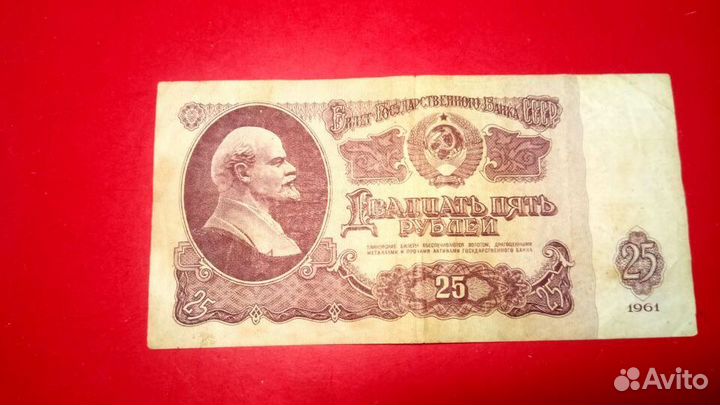 Билет Государственного Банка СССР
Двадцать пять
рублей
БАНКОВСКИЕ БИЛЕТЫ ОБЕСПЕЧИВАЮТСЯ ЗОЛОТОМ, ДРАГОЦЕННЫМИ
МЕТАЛЛАМИ И ПРОЧИМИ АКТИВАМИ ГОСУДАРСТВЕННОГО БАНКА
25
25
25
25
1961
Avito